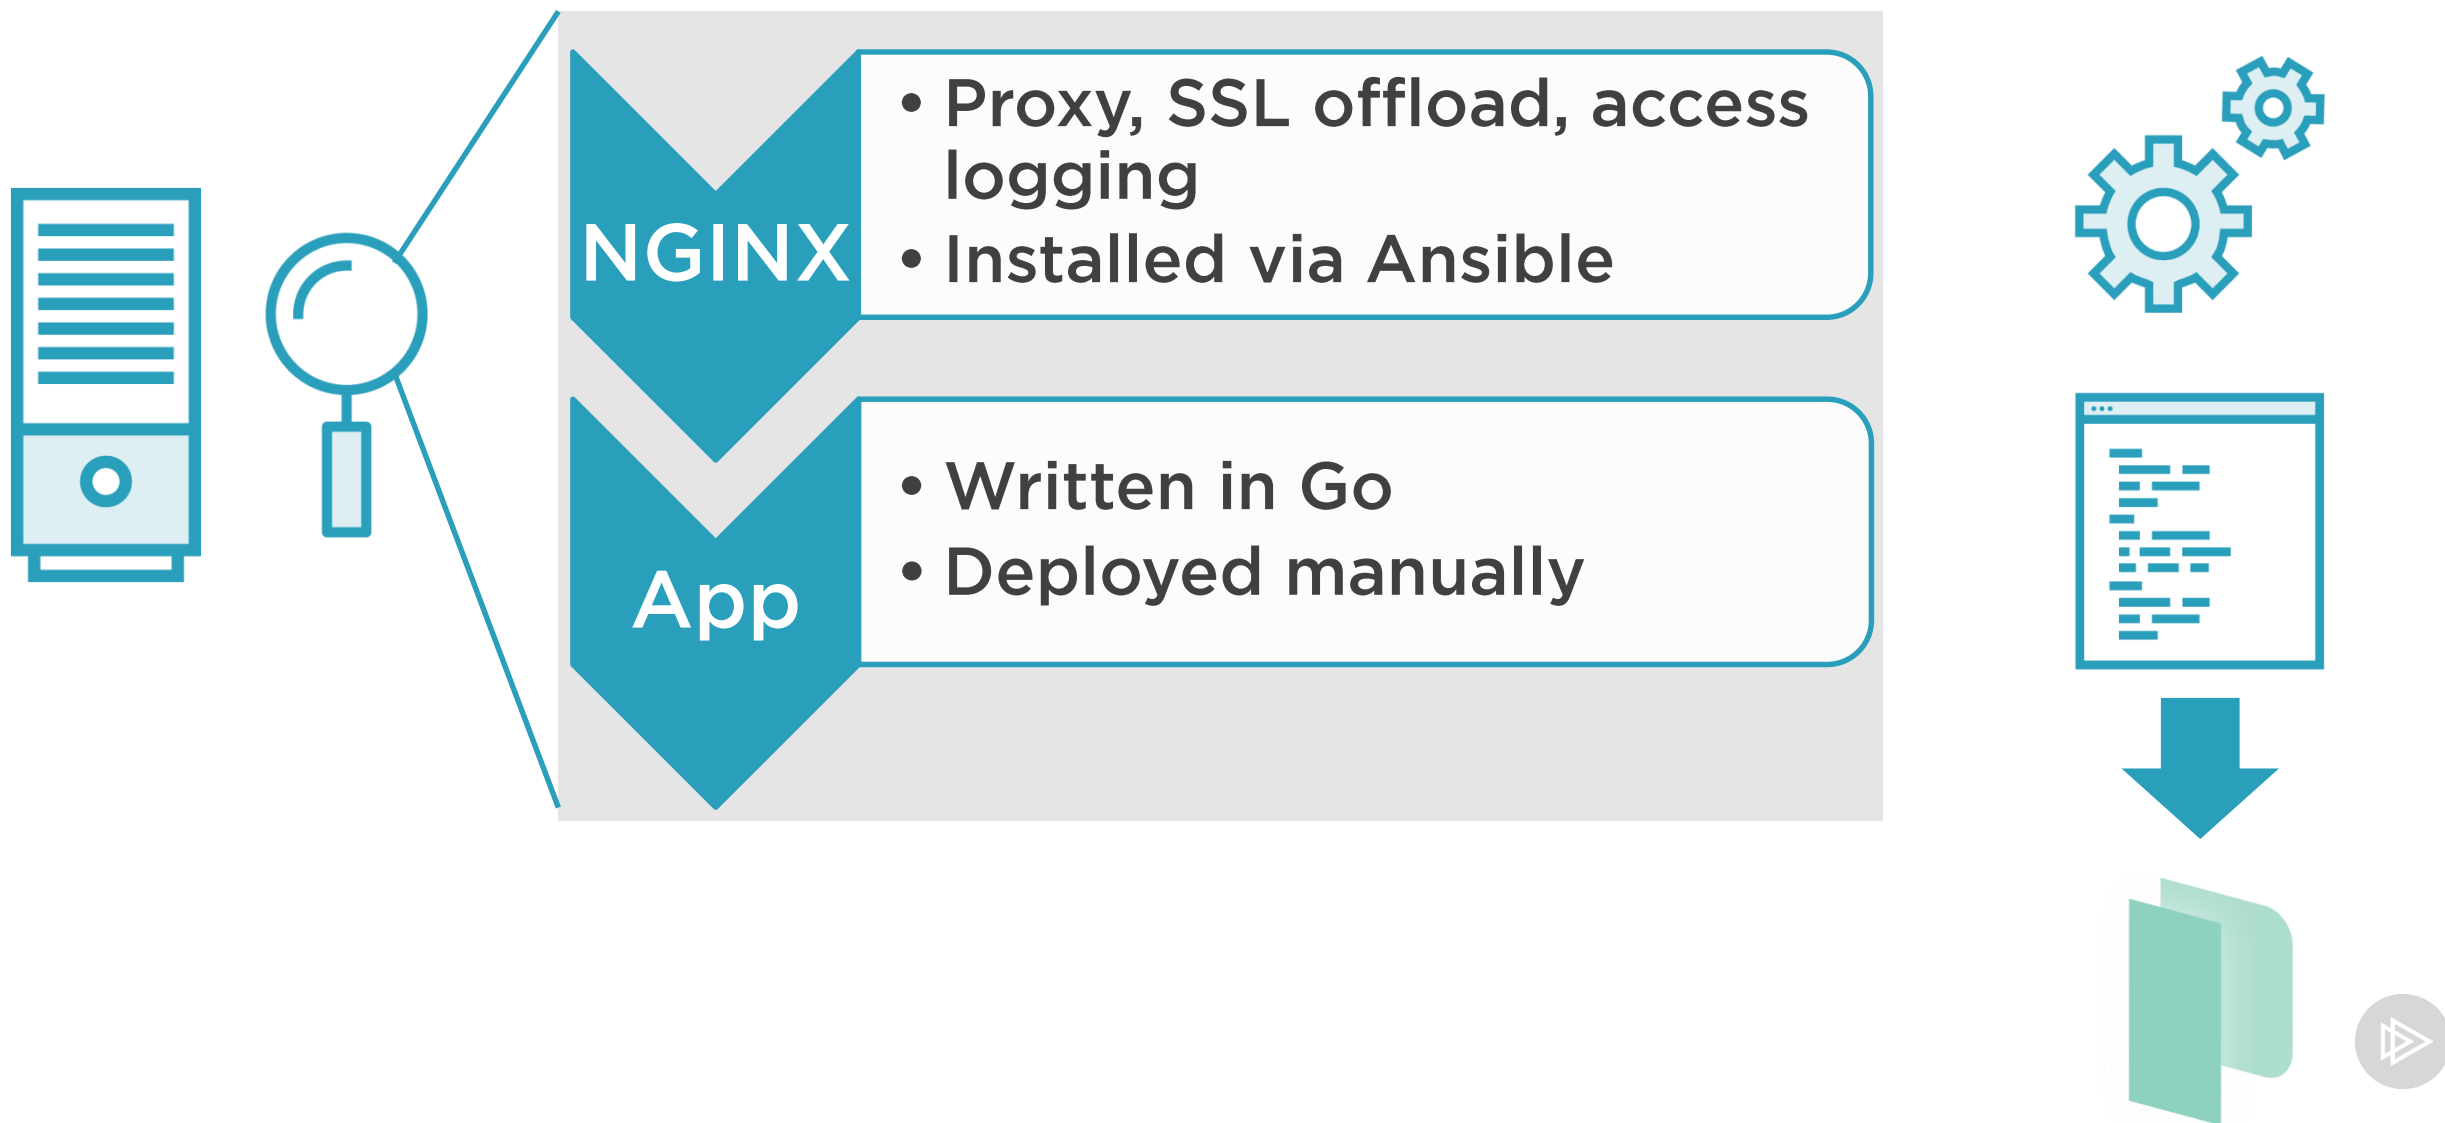 NGINX
• Proxy, SSL offload, access
logging
• Installed via Ansible
App
• Written in Go
• Deployed manually